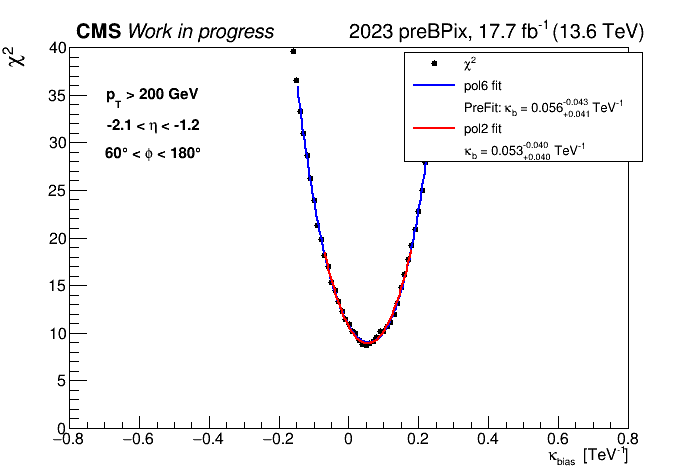 CMS Work in progress 2023 preBPix, 17.7 fb⁻¹ (13.6 TeV)
χ²
40
35
30
25
20
15
10
5
0
p_T > 200 GeV
-2.1 < η < -1.2
60° < ϕ < 180°
χ²
pol6 fit
PreFit: κ_b = 0.056^{-0.043}_{+0.041} TeV⁻¹
pol2 fit
κ_b = 0.053^{-0.040}_{+0.040} TeV⁻¹
−0.8 −0.6 −0.4 −0.2 0 0.2 0.4 0.6 0.8
κ_bias [TeV⁻¹]